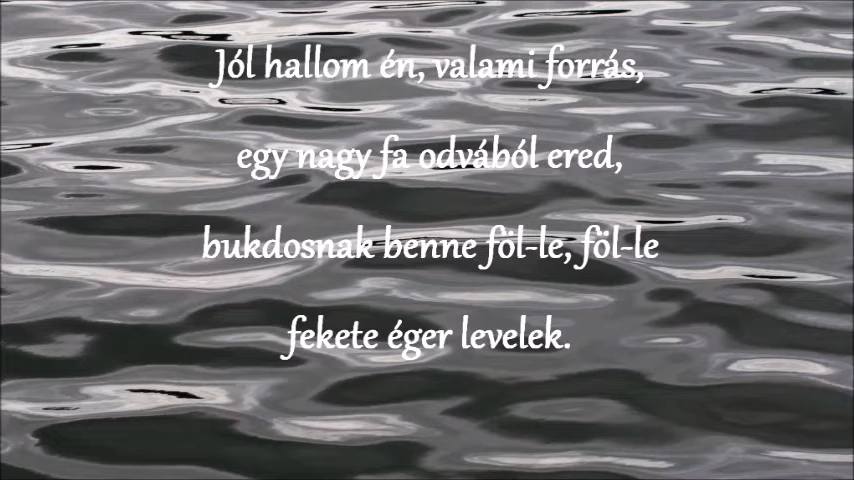 Jól hallom én, valami forrás,
egy nagy fa odvából ered,
bukdosnak benne föl-le, föl-le
fekete éger levelek.